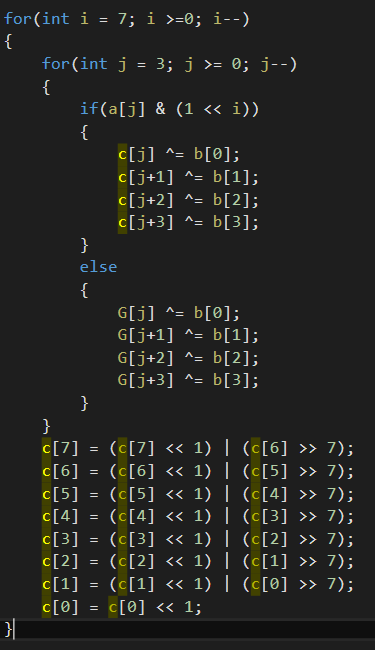 for(int i = 7; i >=0; i--)
{
    for(int j = 3; j >= 0; j--)
    {
        if(a[j] & (1 << i))
        {
            c[j] ^= b[0];
            c[j+1] ^= b[1];
            c[j+2] ^= b[2];
            c[j+3] ^= b[3];
        }
        else
        {
            G[j] ^= b[0];
            G[j+1] ^= b[1];
            G[j+2] ^= b[2];
            G[j+3] ^= b[3];
        }
    }
    c[7] = (c[7] << 1) | (c[6] >> 7);
    c[6] = (c[6] << 1) | (c[5] >> 7);
    c[5] = (c[5] << 1) | (c[4] >> 7);
    c[4] = (c[4] << 1) | (c[3] >> 7);
    c[3] = (c[3] << 1) | (c[2] >> 7);
    c[2] = (c[2] << 1) | (c[1] >> 7);
    c[1] = (c[1] << 1) | (c[0] >> 7);
    c[0] = c[0] << 1;
}